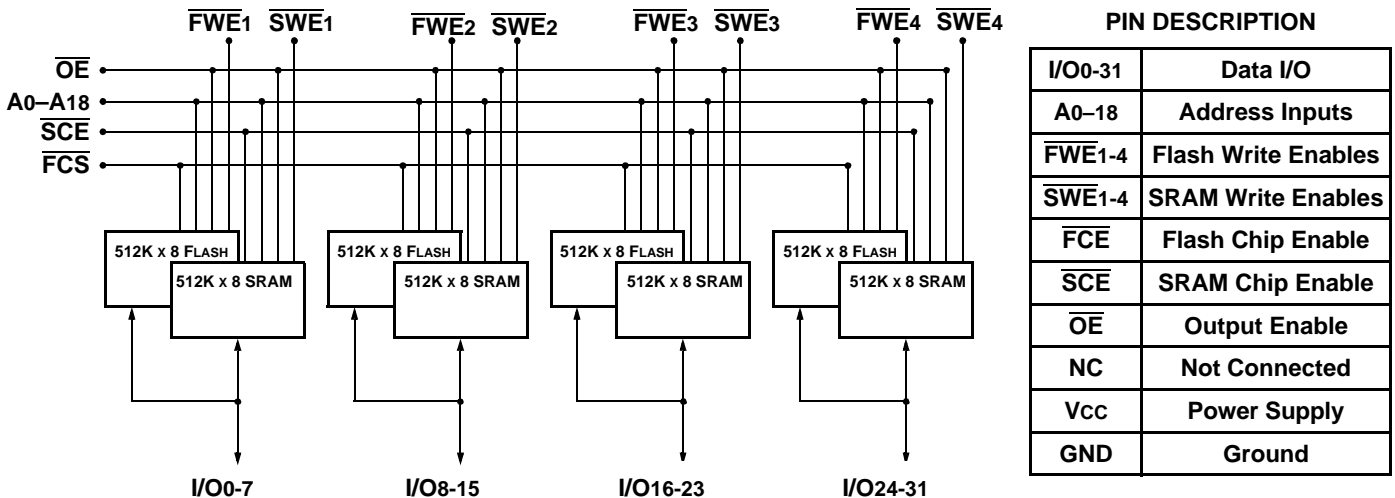 FWE1 SWE1 FWE2 SWE2 FWE3 SWE3 FWE4 SWE4
OE
A0–A18
SCE
FCS
512K x 8 FLASH
512K x 8 SRAM
512K x 8 FLASH
512K x 8 SRAM
512K x 8 FLASH
512K x 8 SRAM
512K x 8 FLASH
512K x 8 SRAM
I/O0-7 I/O8-15 I/O16-23 I/O24-31
PIN DESCRIPTION
I/O0-31 Data I/O
A0–18 Address Inputs
FWE1-4 Flash Write Enables
SWE1-4 SRAM Write Enables
FCE Flash Chip Enable
SCE SRAM Chip Enable
OE Output Enable
NC Not Connected
VCC Power Supply
GND Ground